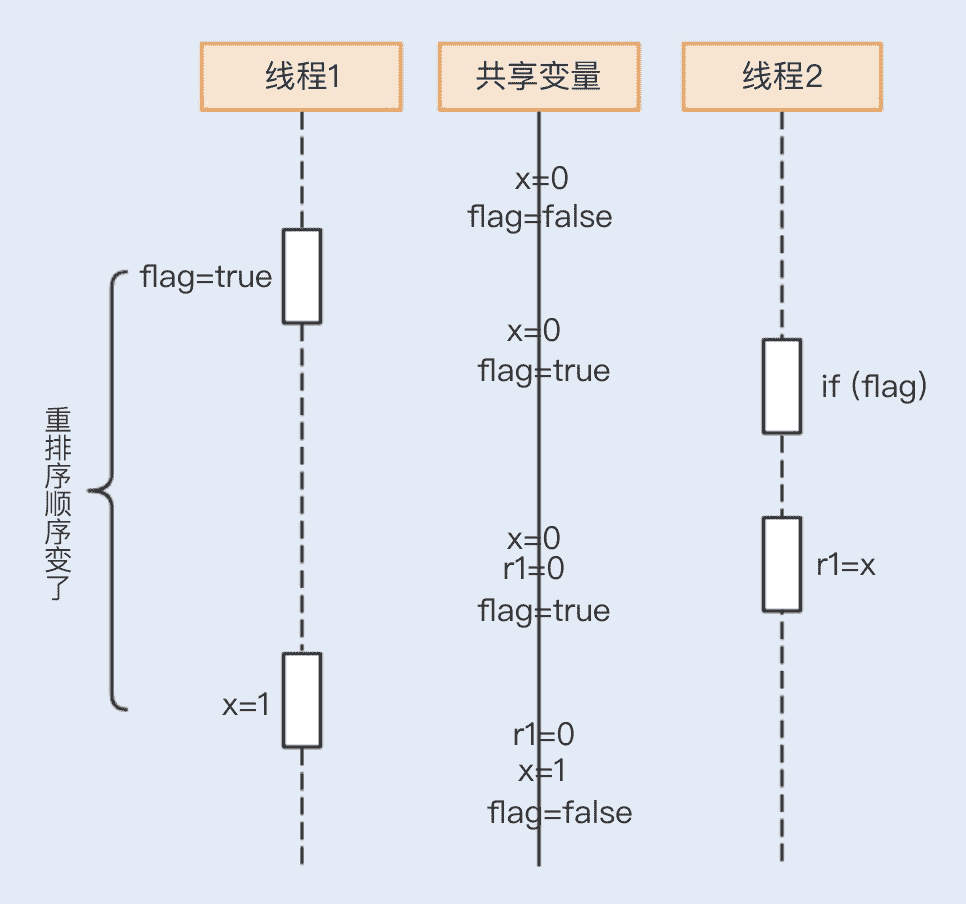 线程1
共享变量
线程2
x=0
flag=false
flag=true
x=0
flag=true
if (flag)
重排序顺序变了
x=0
r1=0
flag=true
r1=x
x=1
r1=0
x=1
flag=false